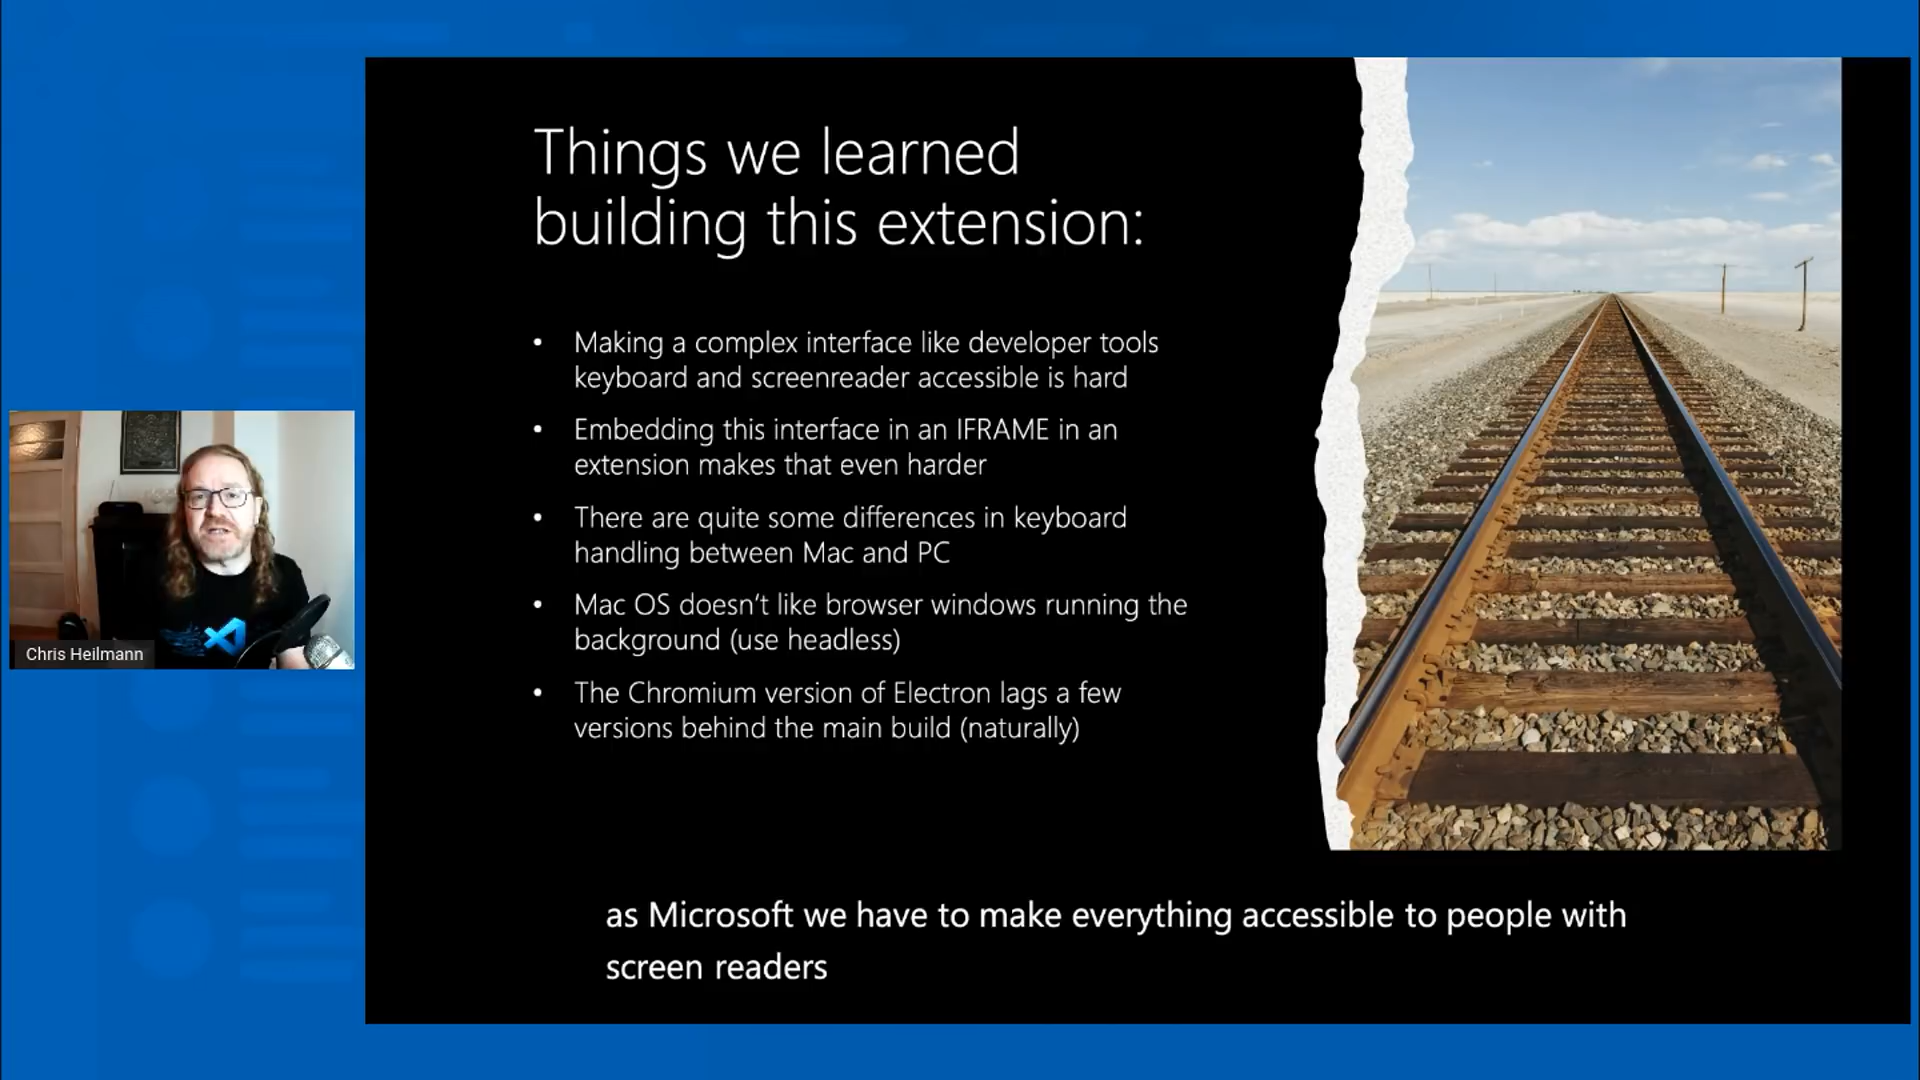 Things we learned
building this extension:
• Making a complex interface like developer tools
keyboard and screenreader accessible is hard
• Embedding this interface in an IFRAME in an
extension makes that even harder
• There are quite some differences in keyboard
handling between Mac and PC
• Mac OS doesn't like browser windows running the
background (use headless)
• The Chromium version of Electron lags a few
versions behind the main build (naturally)
Chris Heilmann
as Microsoft we have to make everything accessible to people with
screen readers